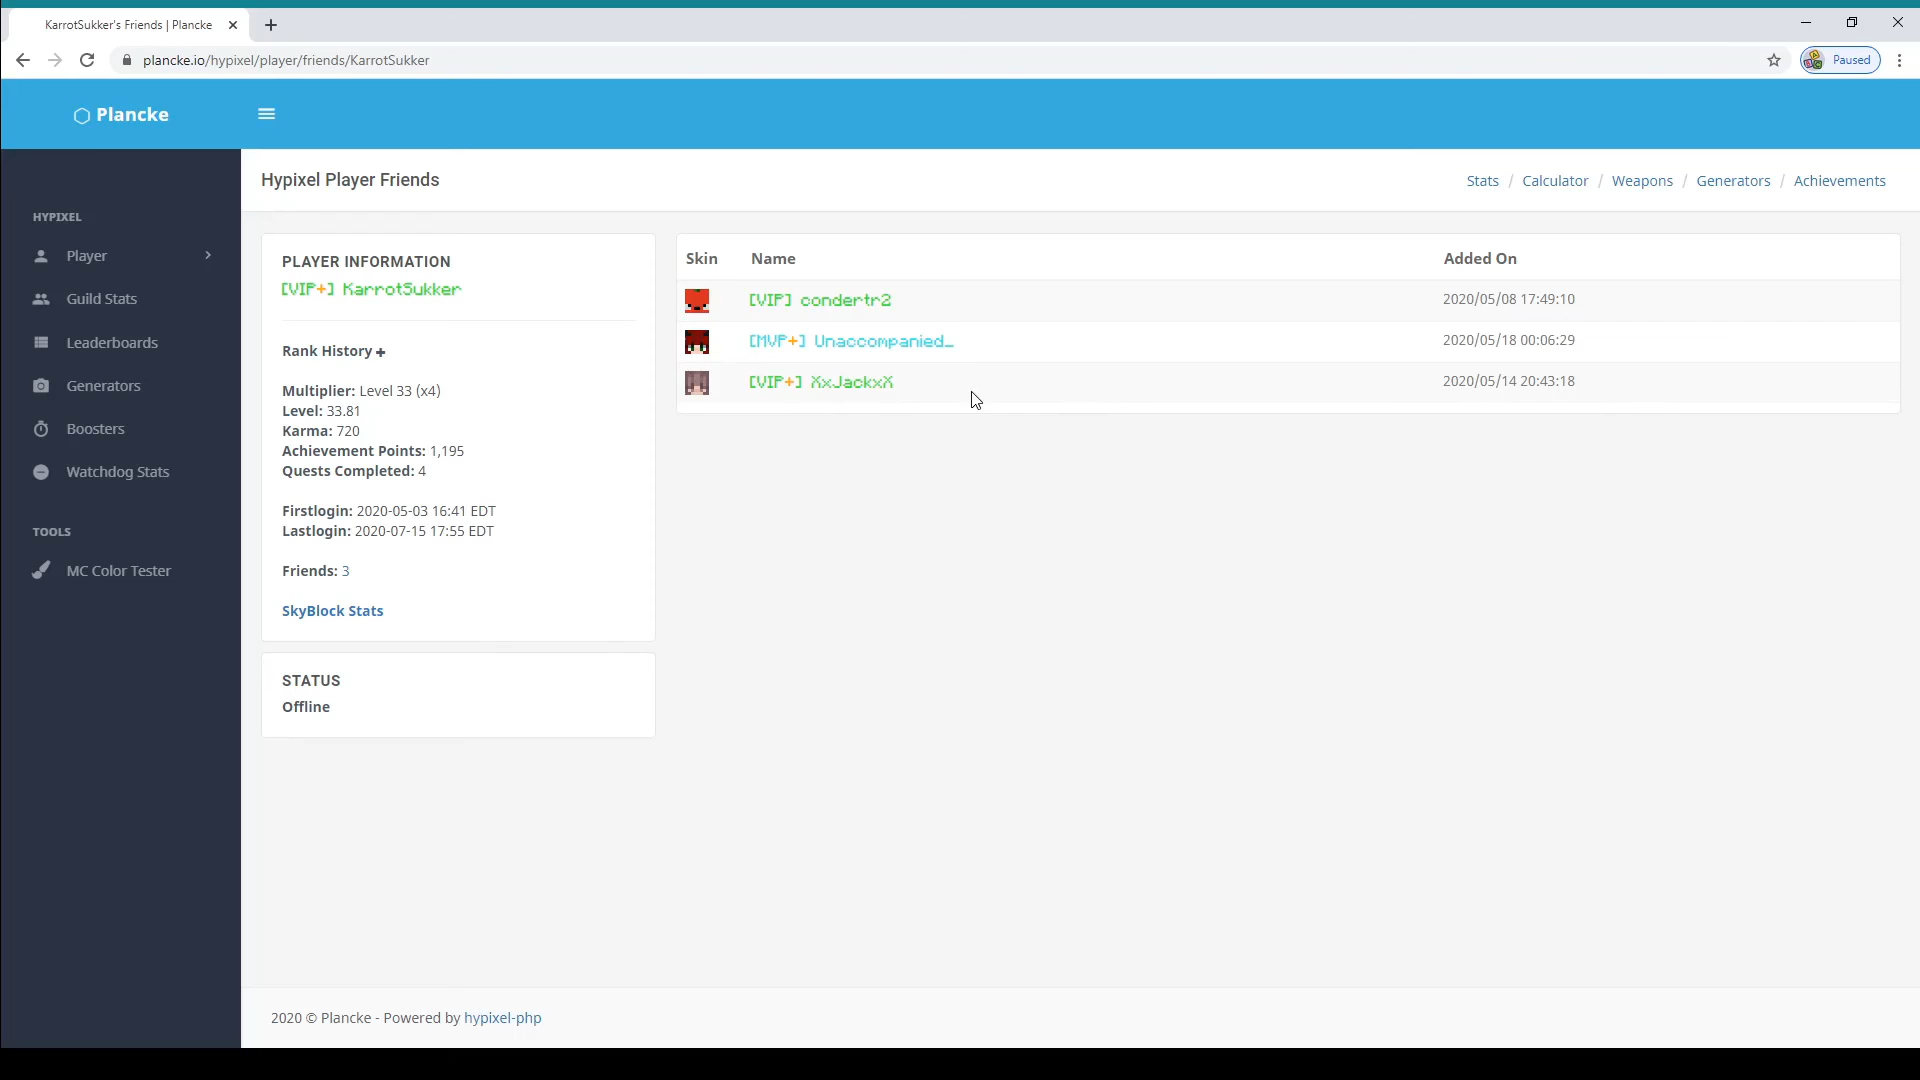 KarrotSukker's Friends | Plancke
plancke.io/hypixel/player/friends/KarrotSukker
Paused
Plancke
Hypixel Player Friends
Stats / Calculator / Weapons / Generators / Achievements
HYPIXEL
Player
Guild Stats
Leaderboards
Generators
Boosters
Watchdog Stats
TOOLS
MC Color Tester
PLAYER INFORMATION
[VIP+] KarrotSukker
Rank History +
Multiplier: Level 33 (x4)
Level: 33.81
Karma: 720
Achievement Points: 1,195
Quests Completed: 4
Firstlogin: 2020-05-03 16:41 EDT
Lastlogin: 2020-07-15 17:55 EDT
Friends: 3
SkyBlock Stats
STATUS
Offline
Skin Name Added On
[VIP] condertr2 2020/05/08 17:49:10
[MVP+] Unaccompanied_ 2020/05/18 00:06:29
[VIP+] XxJackxX 2020/05/14 20:43:18
2020 © Plancke - Powered by hypixel-php